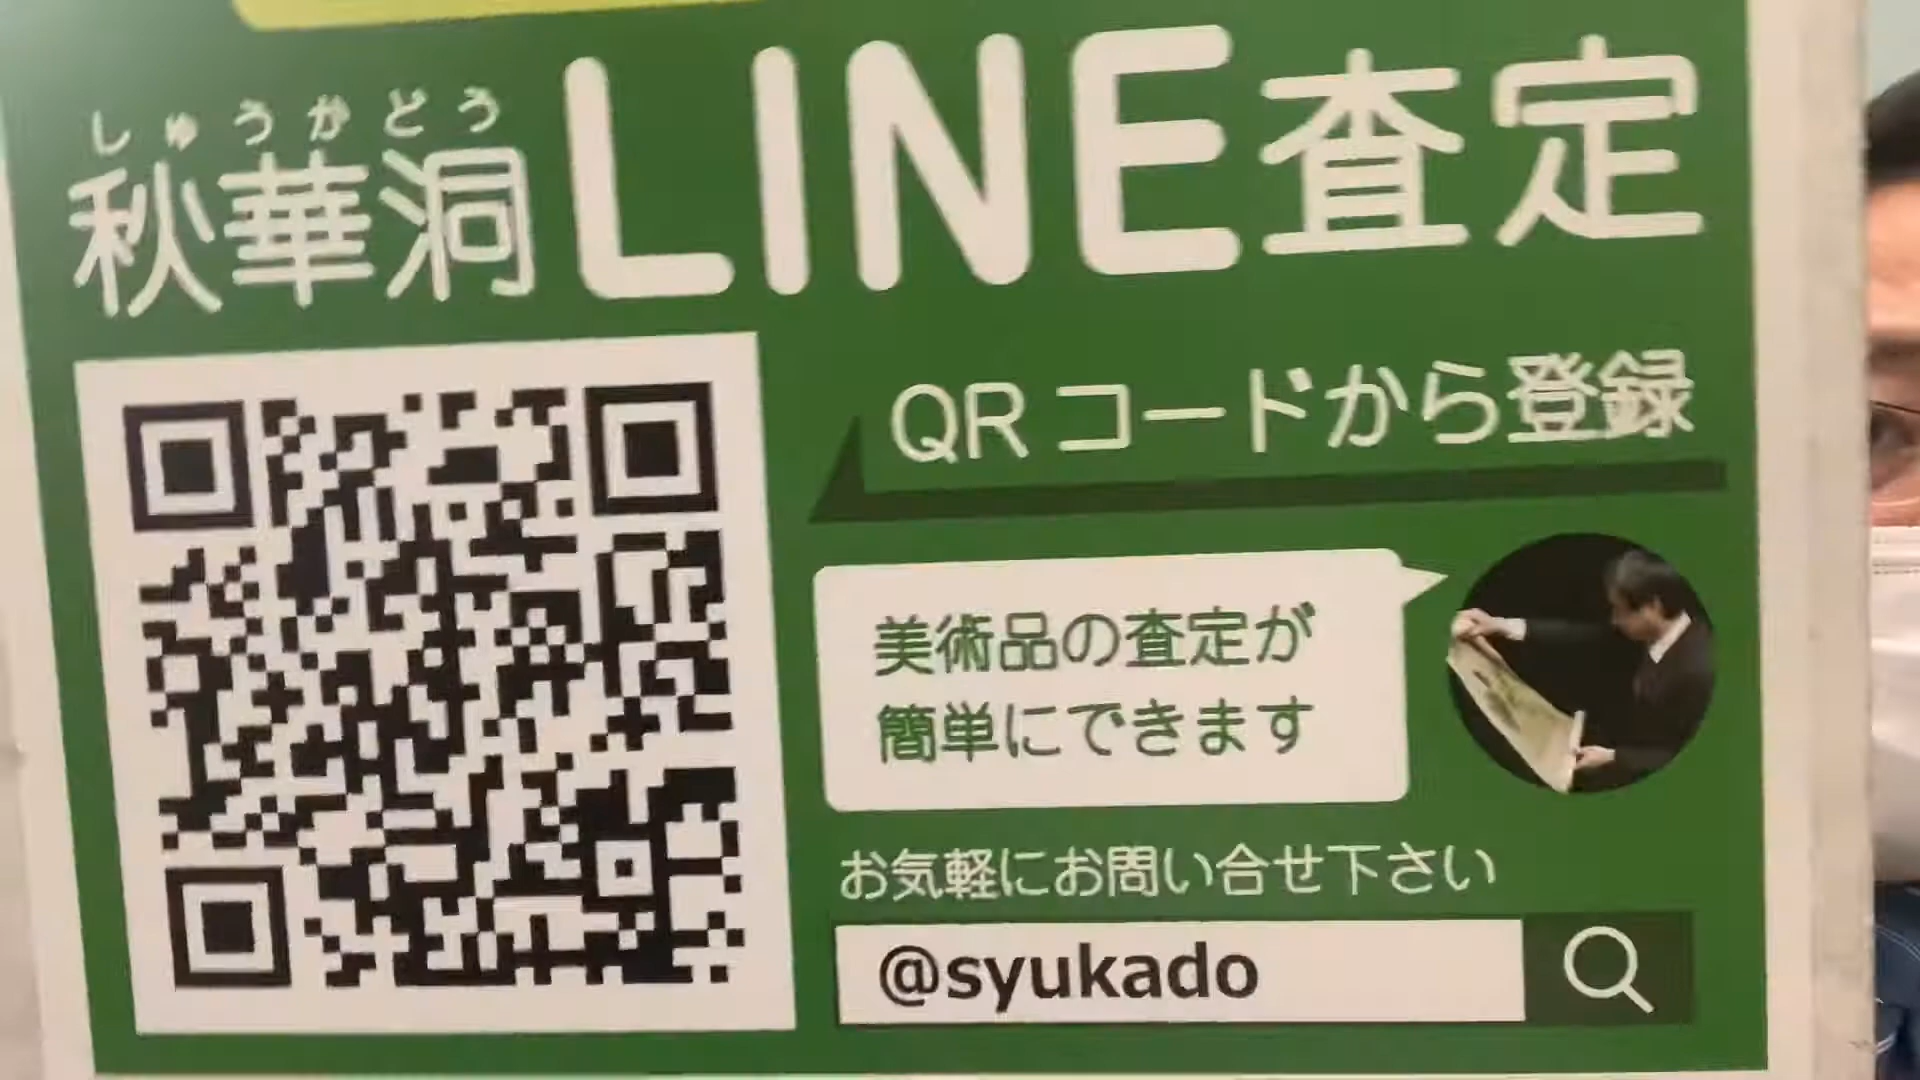 しゅうかどう
秋華洞 LINE査定
QRコードから登録
美術品の査定が
簡単にできます
お気軽にお問い合せ下さい
@syukado